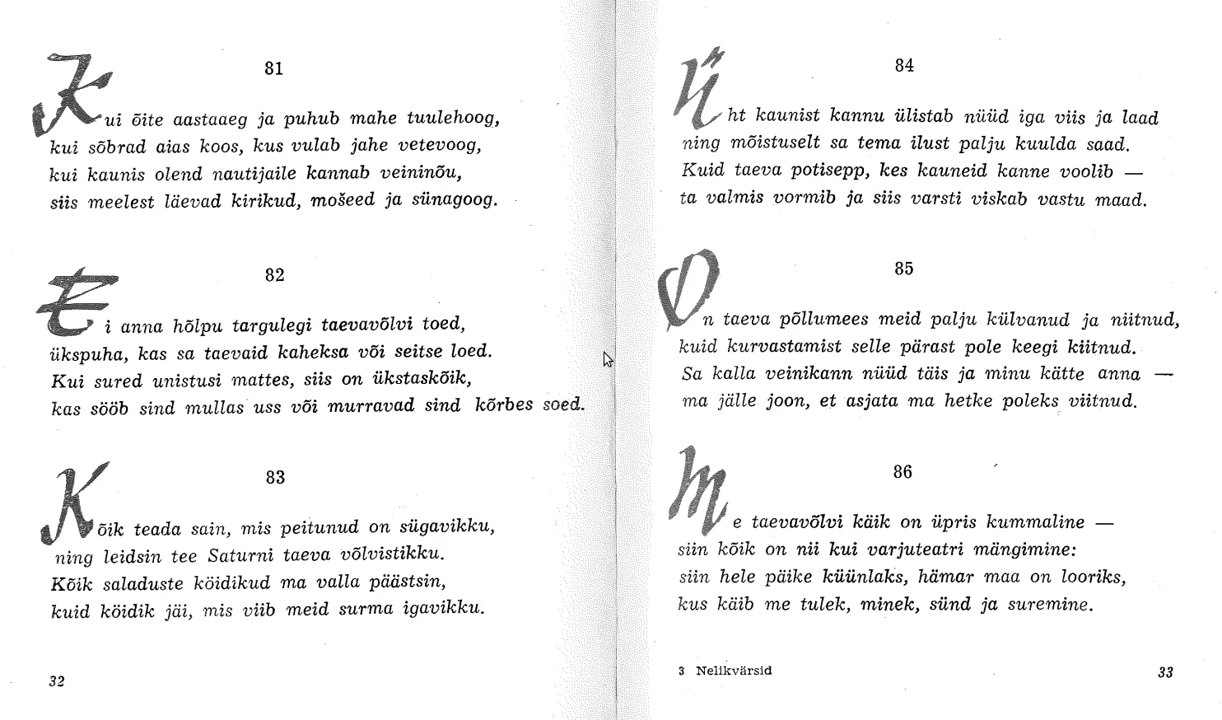 81
Kui õite aastaaeg ja puhub mahe tuulehoog,
kui sõbrad aias koos, kus vulab jahe vetevoog,
kui kaunis olend nautijaile kannab veininõu,
siis meelest läevad kirikud, mošeed ja sünagoog.
82
Ei anna hõlpu targulegi taevavõlvi toed,
ükspuha, kas sa taevaid kaheksa või seitse loed.
Kui sured unistusi mattes, siis on ükstaskõik,
kas sööb sind mullas uss või murravad sind kõrbes soed.
83
Kõik teada sain, mis peitunud on sügavikku,
ning leidsin tee Saturni taeva võlvistikku.
Kõik saladuste köidikud ma valla päästsin,
kuid köidik jäi, mis viib meid surma igavikku.
32
84
Üht kaunist kannu ülistab nüüd iga viis ja laad
ning mõistuselt sa tema ilust palju kuulda saad.
Kuid taeva potisepp, kes kauneid kanne voolib —
ta valmis vormib ja siis varsti viskab vastu maad.
85
On taeva põllumees meid palju külvanud ja niitnud,
kuid kurvastamist selle pärast pole keegi kiitnud.
Sa kalla veinikann nüüd täis ja minu kätte anna —
ma jälle joon, et asjata ma hetke poleks viitnud.
86
Me taevavõlvi käik on üpris kummaline —
siin kõik on nii kui varjuteatri mängimine:
siin hele päike küünlaks, hämar maa on looriks,
kus käib me tulek, minek, sünd ja suremine.
3 Nelikvärsid
33